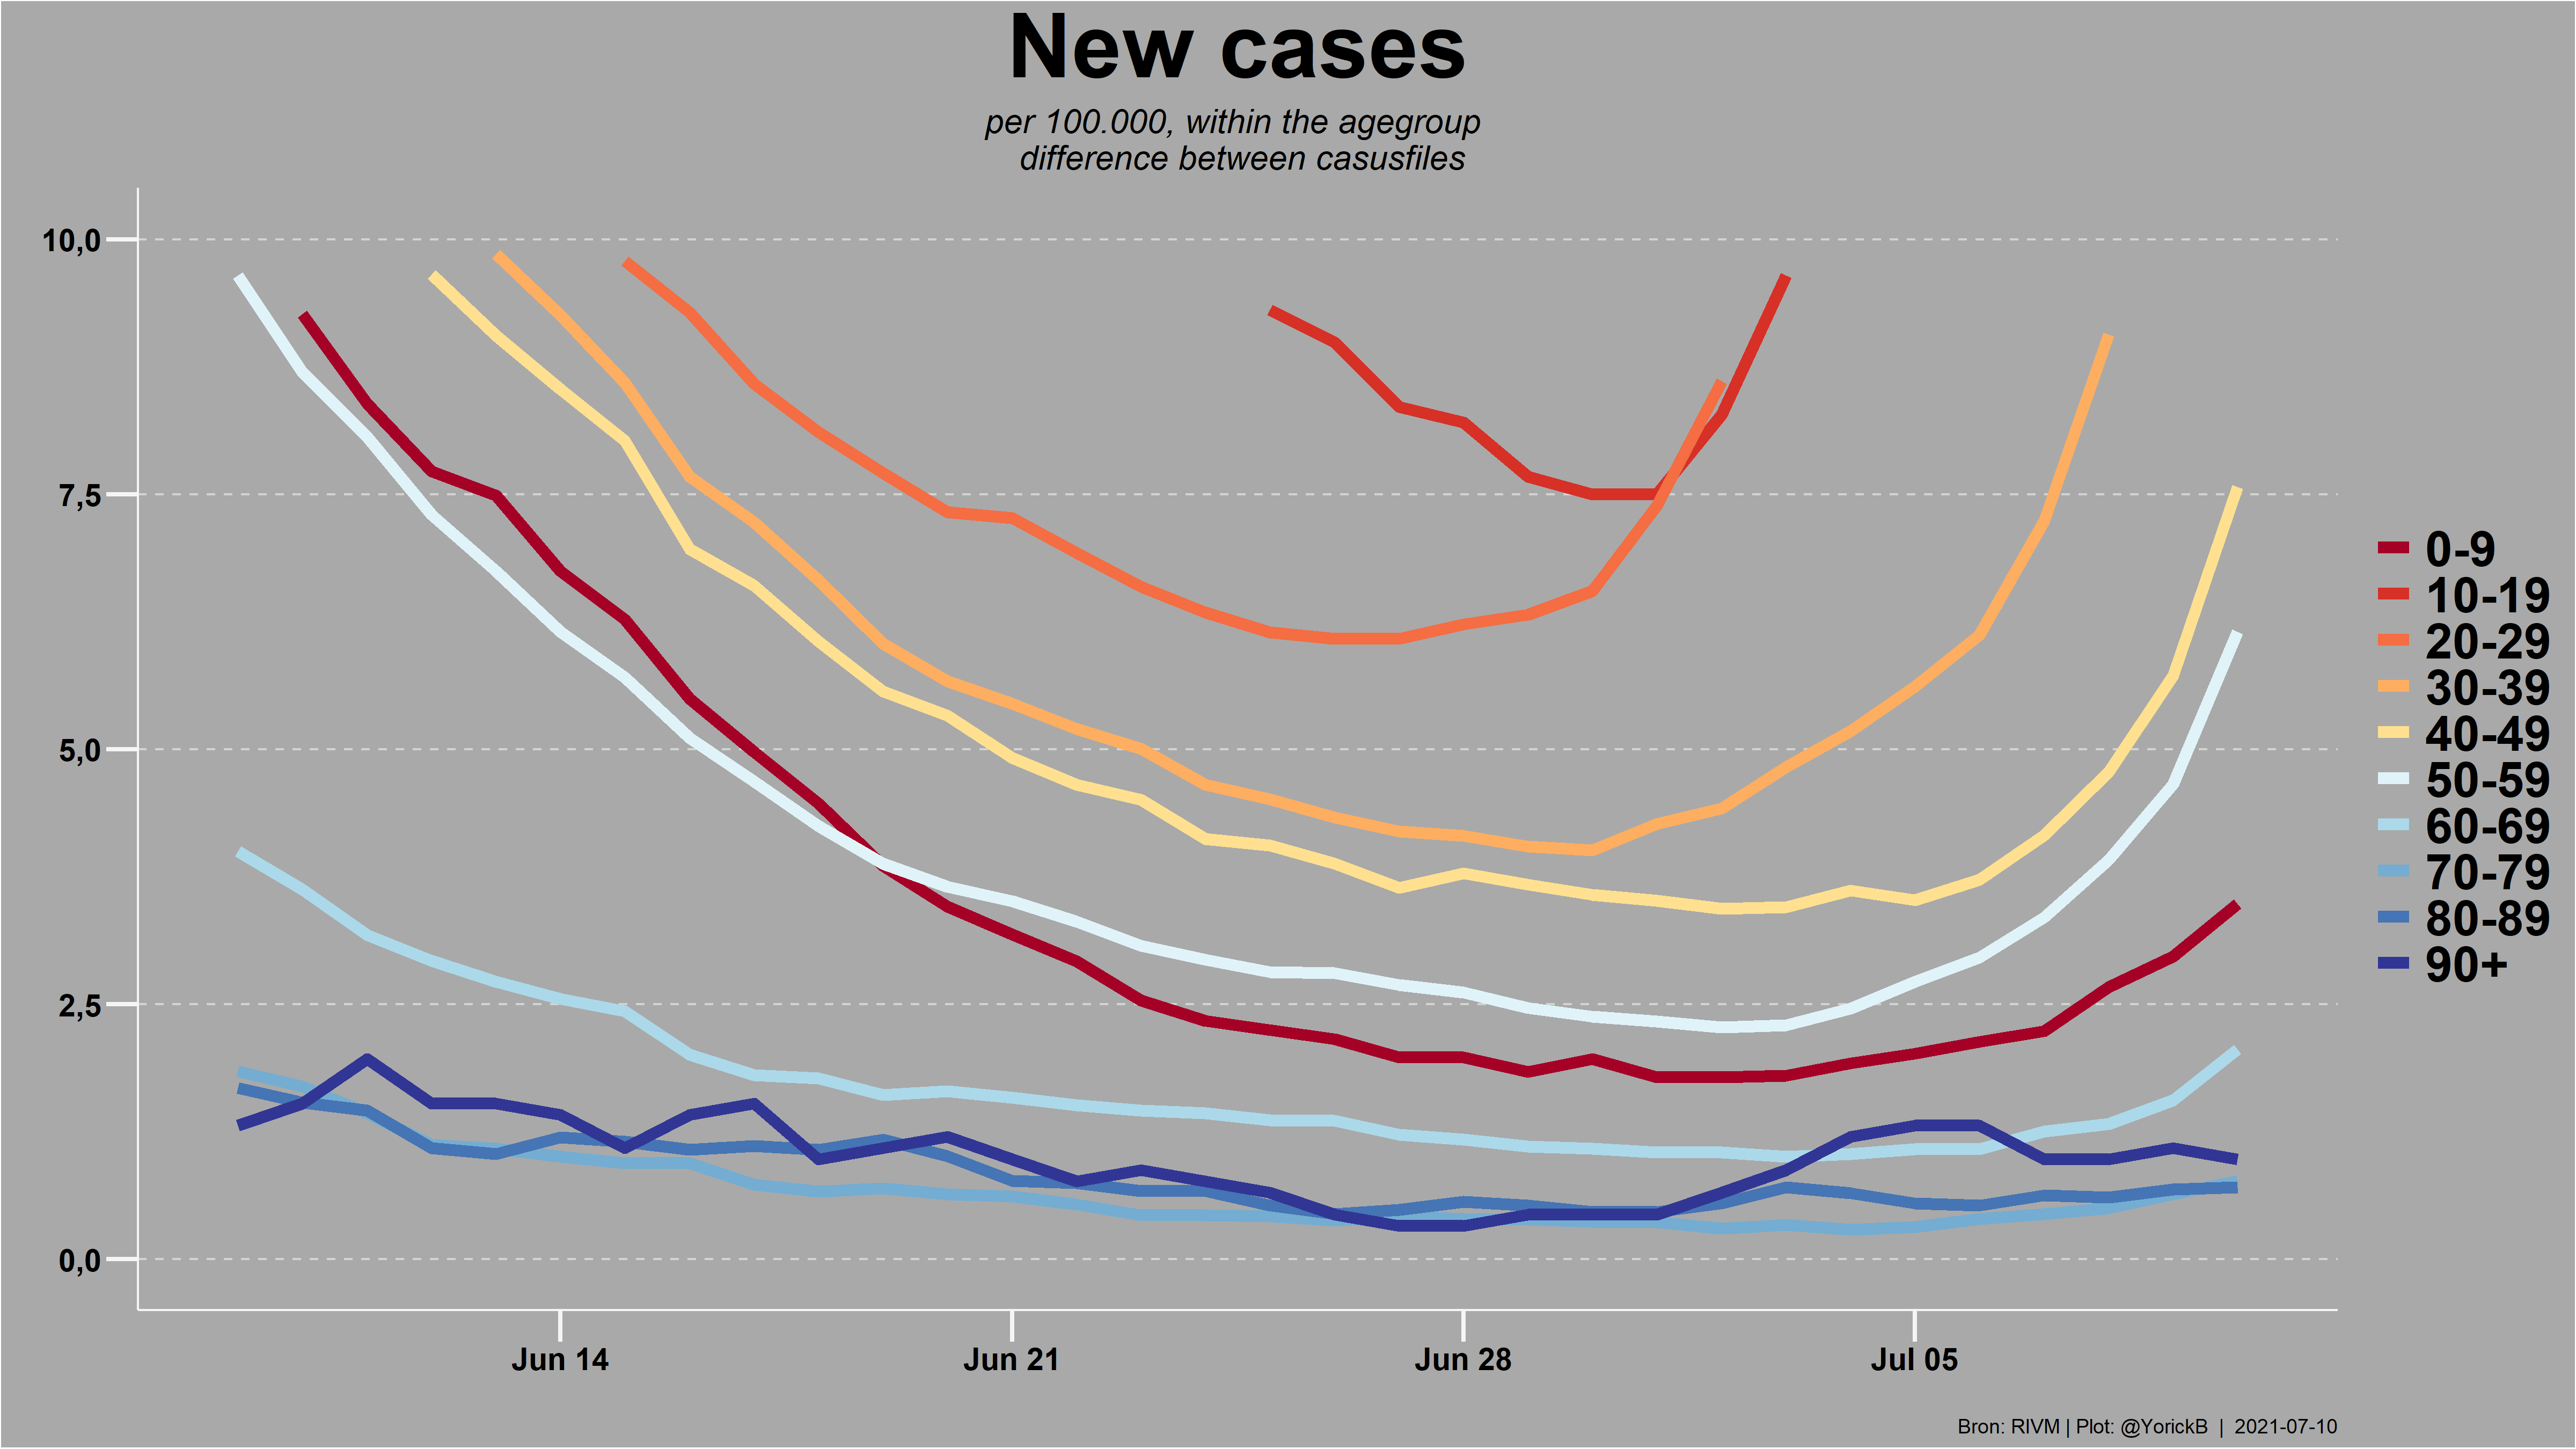 New cases
per 100.000, within the agegroup
difference between casusfiles
10,0
7,5
5,0
2,5
0,0
Jun 14
Jun 21
Jun 28
Jul 05
0-9
10-19
20-29
30-39
40-49
50-59
60-69
70-79
80-89
90+
Bron: RIVM | Plot: @YorickB | 2021-07-10